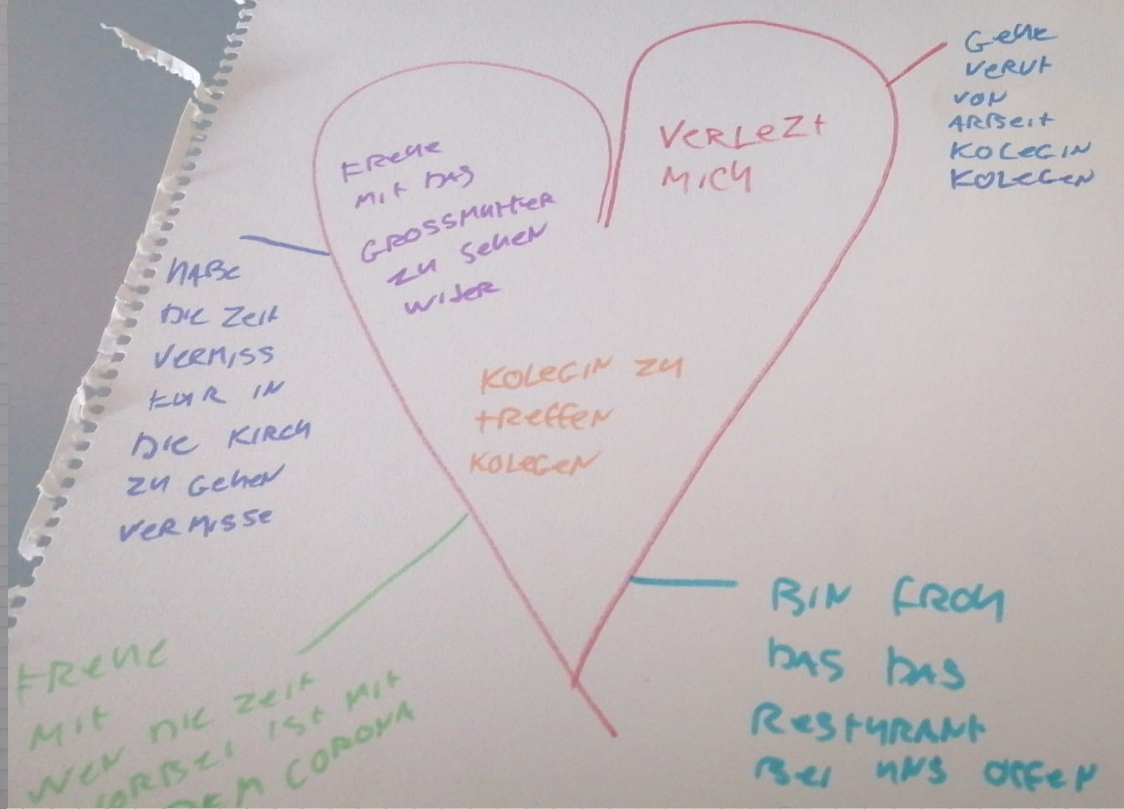 FREUE
MIT DAS
GROSSMUTTER
ZU SEHEN
WIDER
VERLEZT
MICH
GEHE
VERUT
VON
ARBEIT
KOLEGIN
KOLEGEN
HABE
DIE ZEIT
VERMISS
FUR IN
DIE KIRCH
ZU GEHEN
VERMISSE
KOLEGIN ZU
TREFFEN
KOLEGEN
FREUE
MIT
WEN DIE ZEIT
VORBEI IST MIT
DEM CORONA
BIN FROH
DAS DAS
RESTURANT
BEI UNS OFFEN